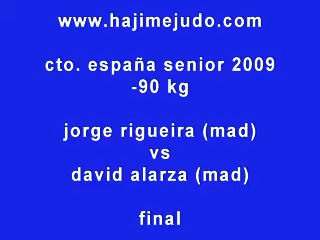 www.hajimejudo.com
cto. españa senior 2009
-90 kg
jorge rigueira (mad)
vs
david alarza (mad)
final